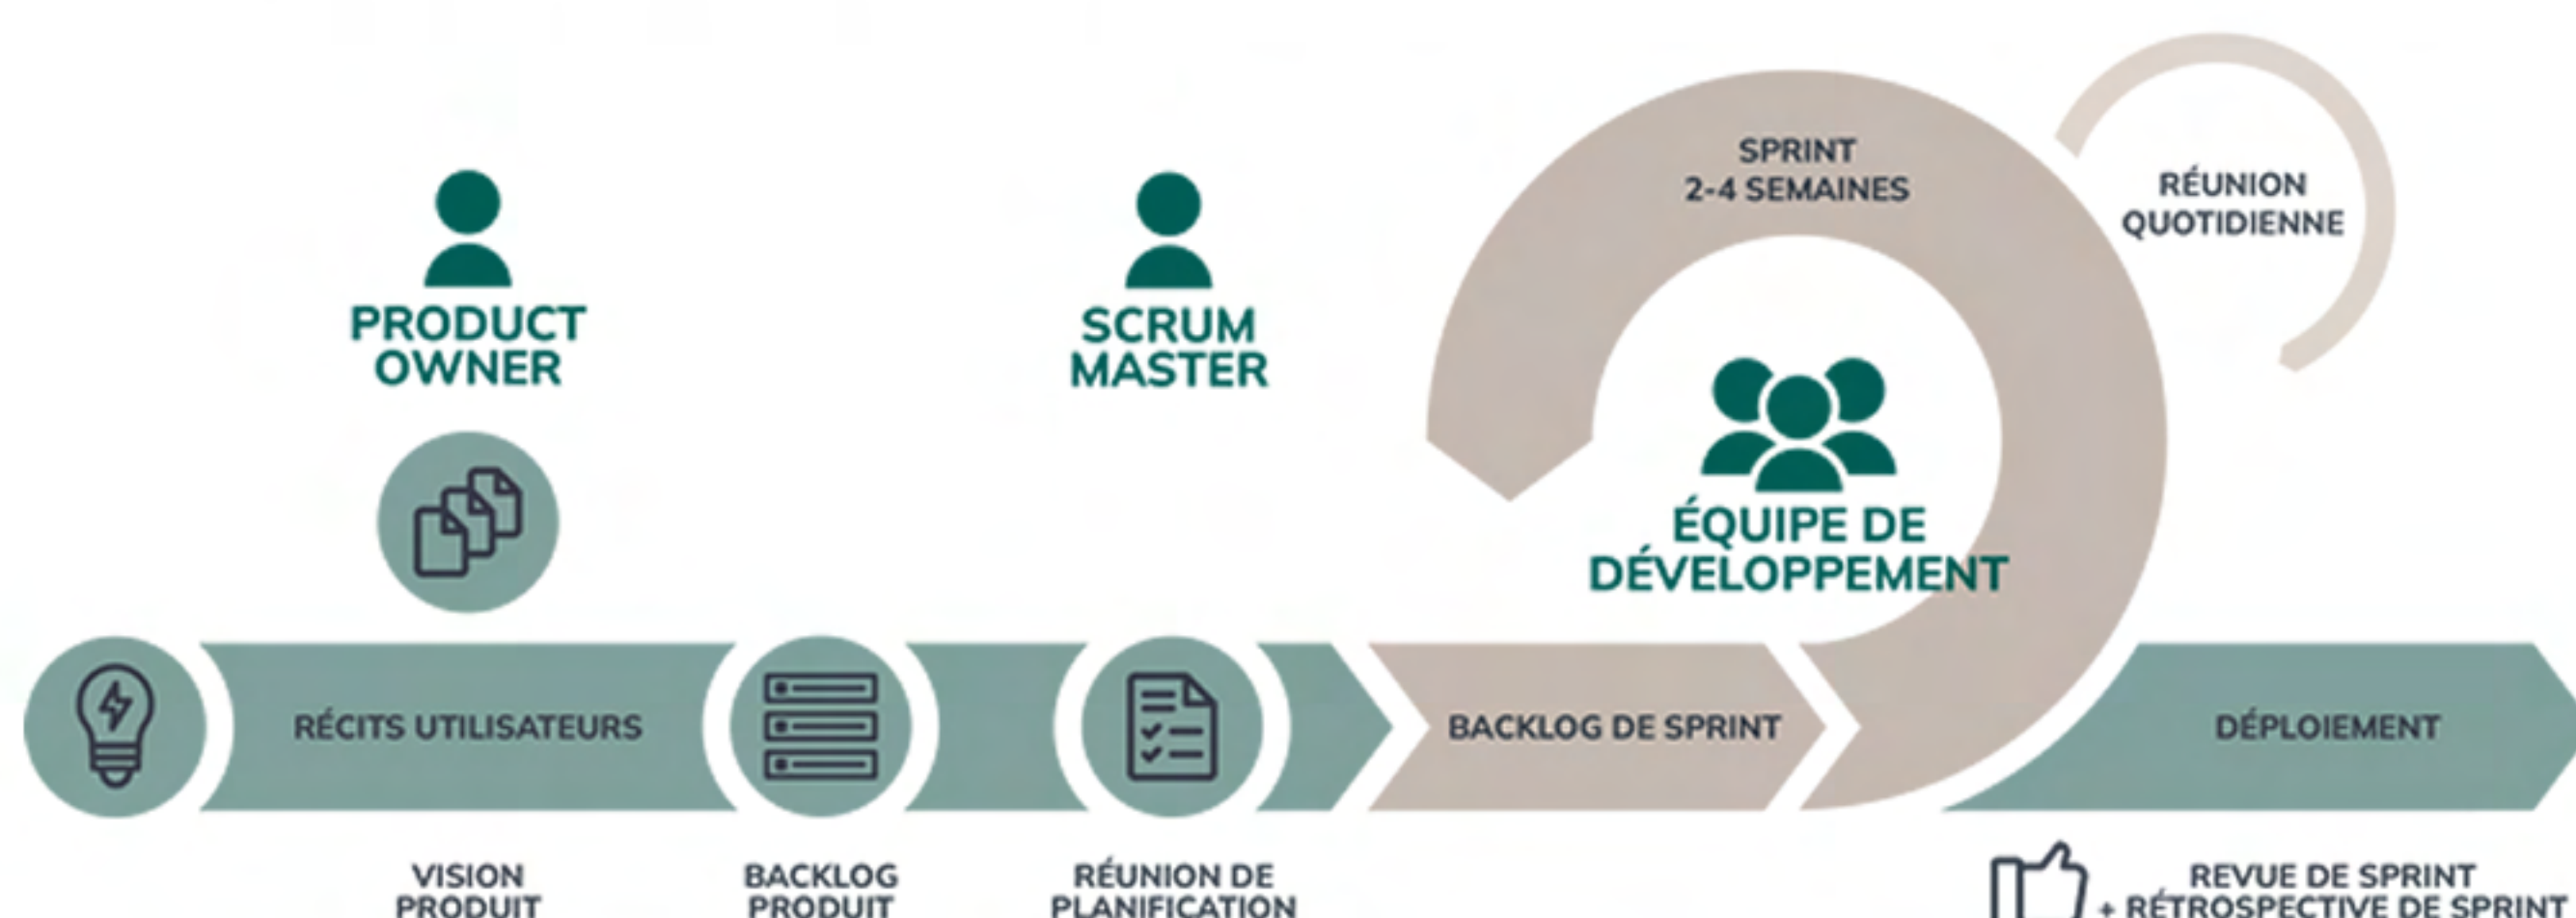 SPRINT
2-4 SEMAINES
RÉUNION
QUOTIDIENNE
PRODUCT
OWNER
SCRUM
MASTER
ÉQUIPE DE
DÉVELOPPEMENT
RÉCITS UTILISATEURS
BACKLOG DE SPRINT
DÉPLOIEMENT
VISION
PRODUIT
BACKLOG
PRODUIT
RÉUNION DE
PLANIFICATION
REVUE DE SPRINT
+ RÉTROSPECTIVE DE SPRINT